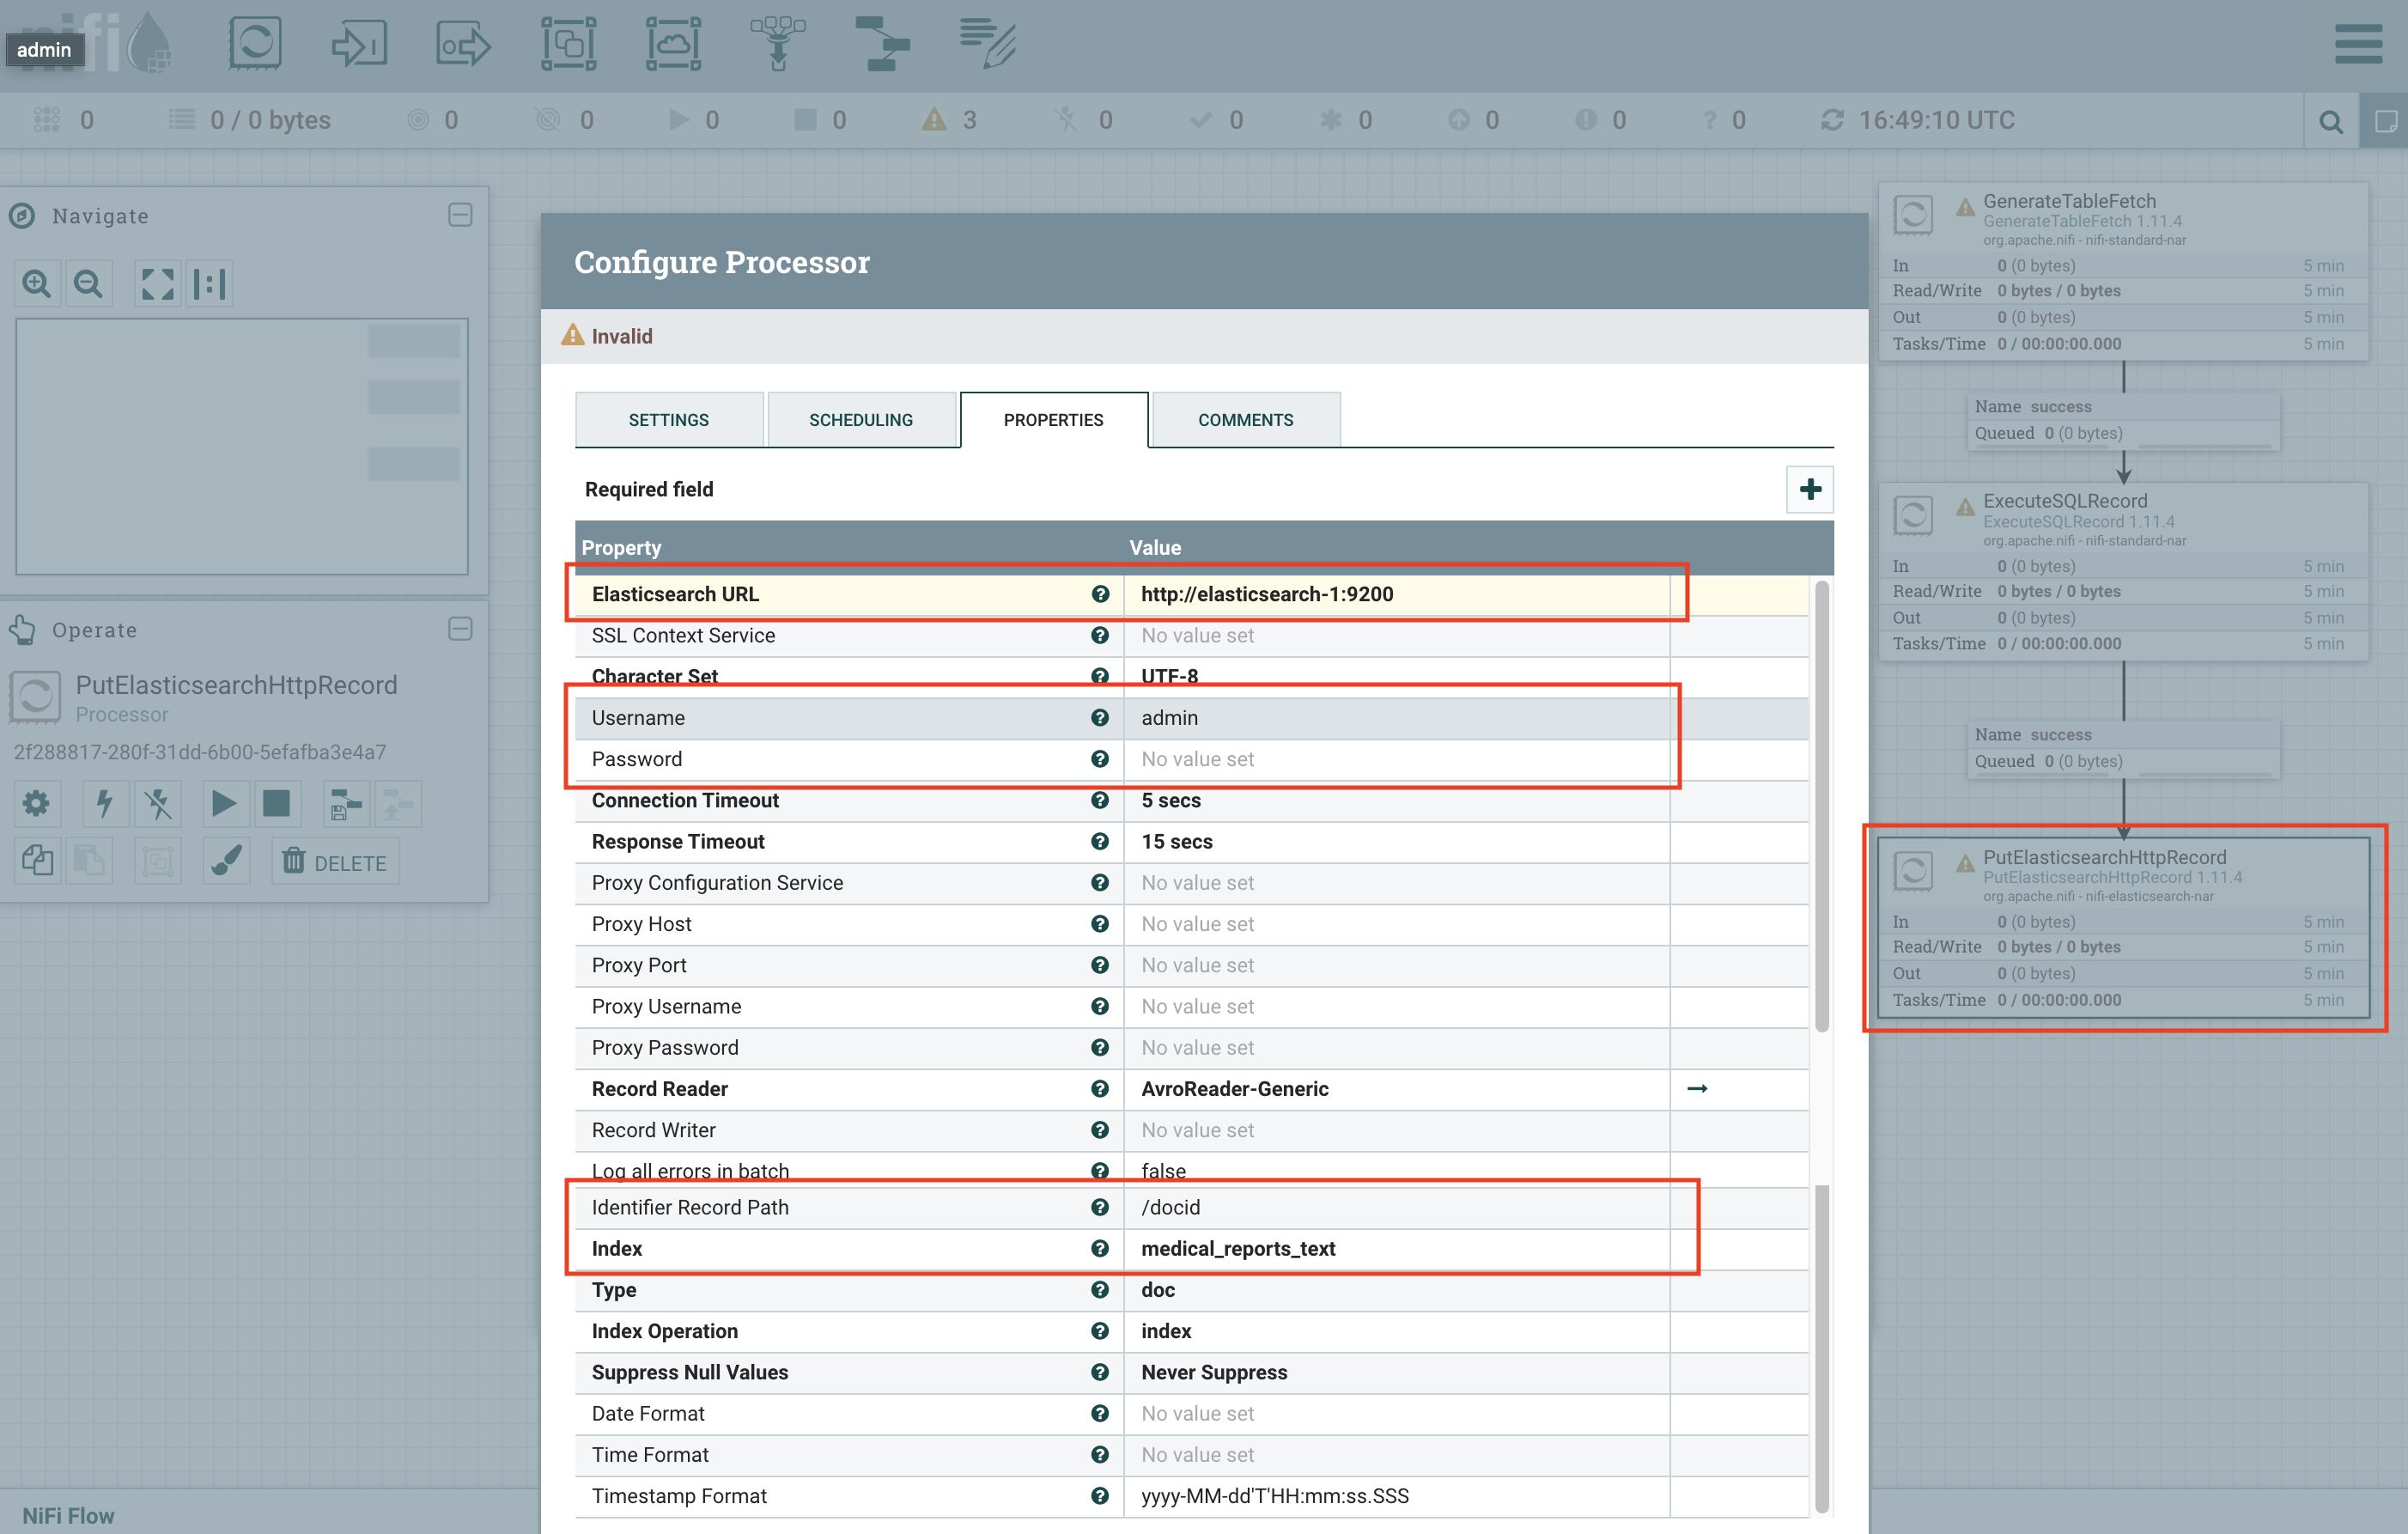 nifi
admin
0
0 / 0 bytes
0
0
0
0
3
0
0
0
0
0
? 0
16:49:10 UTC
Navigate
Operate
PutElasticsearchHttpRecord
Processor
2f288817-280f-31dd-6b00-5efafba3e4a7
DELETE
NiFi Flow
Configure Processor
Invalid
SETTINGS SCHEDULING PROPERTIES COMMENTS
Required field
Property Value
Elasticsearch URL http://elasticsearch-1:9200
SSL Context Service No value set
Character Set UTF-8
Username admin
Password No value set
Connection Timeout 5 secs
Response Timeout 15 secs
Proxy Configuration Service No value set
Proxy Host No value set
Proxy Port No value set
Proxy Username No value set
Proxy Password No value set
Record Reader AvroReader-Generic
Record Writer No value set
Log all errors in batch false
Identifier Record Path /docid
Index medical_reports_text
Type doc
Index Operation index
Suppress Null Values Never Suppress
Date Format No value set
Time Format No value set
Timestamp Format yyyy-MM-dd'T'HH:mm:ss.SSS
GenerateTableFetch
GenerateTableFetch 1.11.4
org.apache.nifi - nifi-standard-nar
In 0 (0 bytes) 5 min
Read/Write 0 bytes / 0 bytes 5 min
Out 0 (0 bytes) 5 min
Tasks/Time 0 / 00:00:00.000 5 min
Name success
Queued 0 (0 bytes)
ExecuteSQLRecord
ExecuteSQLRecord 1.11.4
org.apache.nifi - nifi-standard-nar
In 0 (0 bytes) 5 min
Read/Write 0 bytes / 0 bytes 5 min
Out 0 (0 bytes) 5 min
Tasks/Time 0 / 00:00:00.000 5 min
Name success
Queued 0 (0 bytes)
PutElasticsearchHttpRecord
PutElasticsearchHttpRecord 1.11.4
org.apache.nifi - nifi-elasticsearch-nar
In 0 (0 bytes) 5 min
Read/Write 0 bytes / 0 bytes 5 min
Out 0 (0 bytes) 5 min
Tasks/Time 0 / 00:00:00.000 5 min